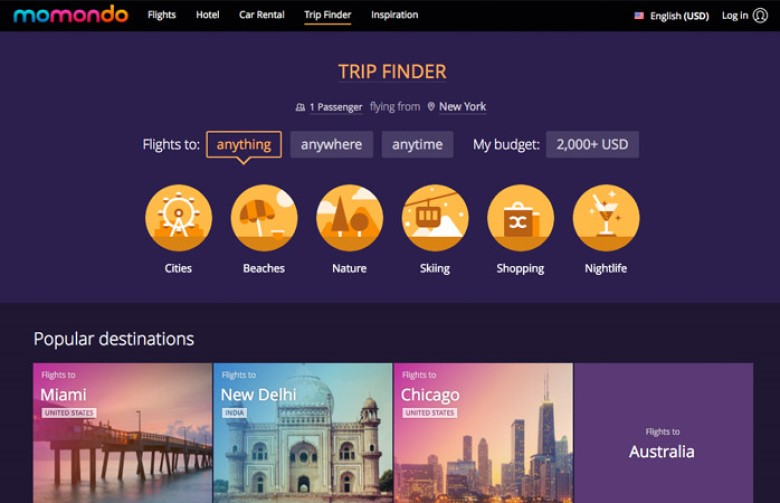 momondo Flights Hotel Car Rental Trip Finder Inspiration English (USD) Log in
TRIP FINDER
1 Passenger flying from New York
Flights to: anything anywhere anytime My budget: 2,000+ USD
Cities Beaches Nature Skiing Shopping Nightlife
Popular destinations
Flights to
Miami
UNITED STATES
Flights to
New Delhi
INDIA
Flights to
Chicago
UNITED STATES
Flights to
Australia